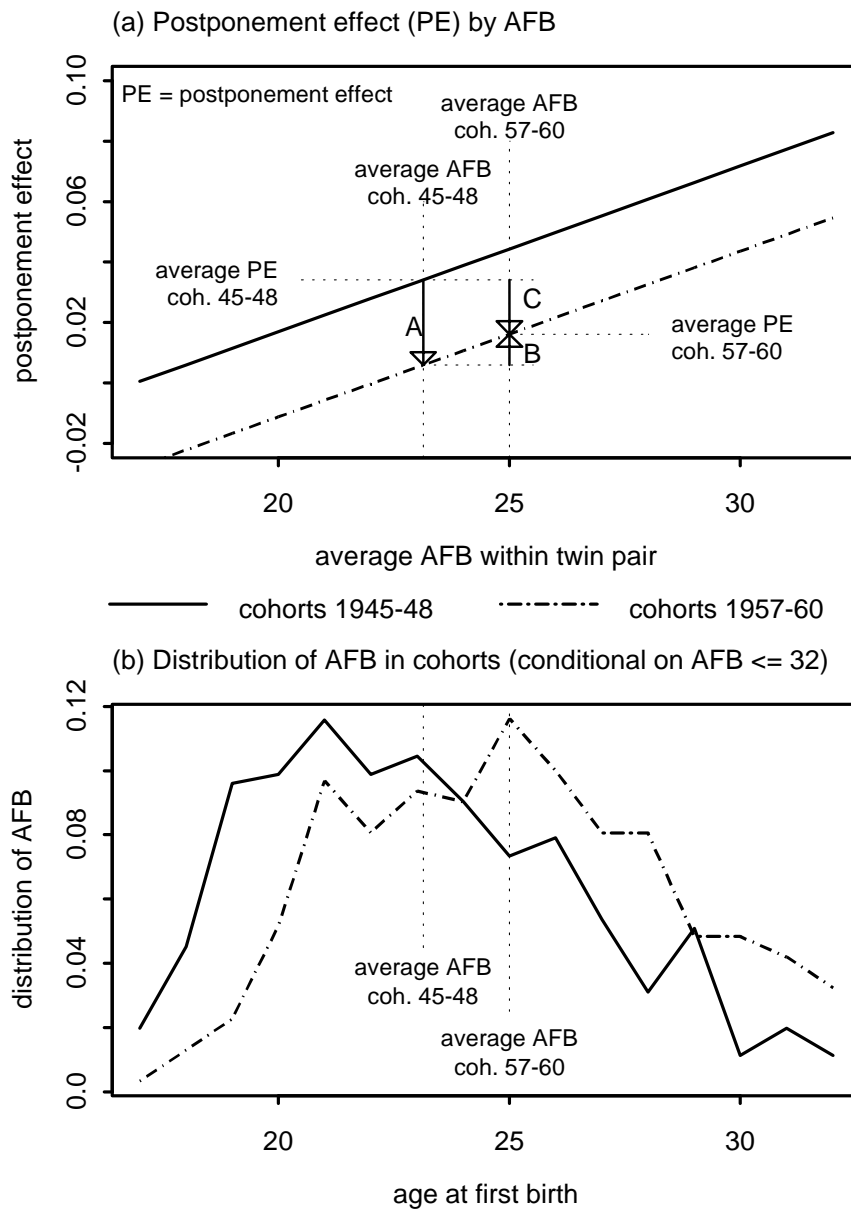 (a) Postponement effect (PE) by AFB
PE = postponement effect
average AFB
coh. 57-60
average AFB
coh. 45-48
average PE
coh. 45-48
A
C
B
average PE
coh. 57-60
postponement effect
0.10
0.06
0.02
-0.02
20
25
30
average AFB within twin pair
cohorts 1945-48
cohorts 1957-60
(b) Distribution of AFB in cohorts (conditional on AFB <= 32)
distribution of AFB
0.12
0.08
0.04
0.0
average AFB
coh. 45-48
average AFB
coh. 57-60
20
25
30
age at first birth